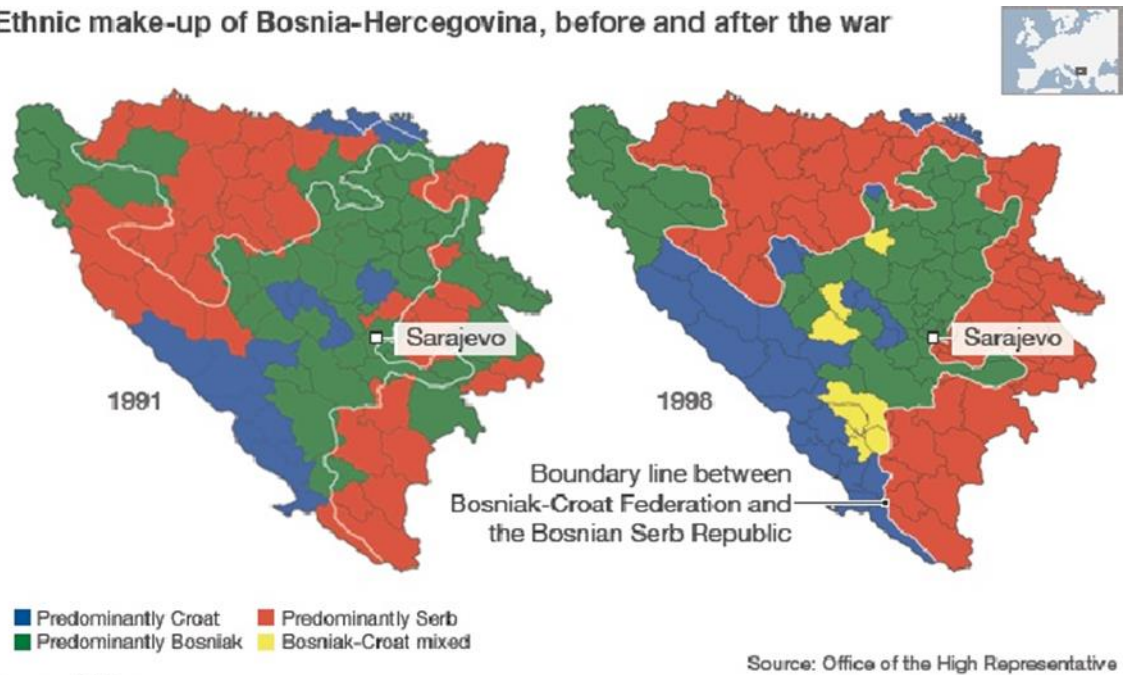 Ethnic make-up of Bosnia-Hercegovina, before and after the war
Sarajevo
1991
Sarajevo
1998
Boundary line between
Bosniak-Croat Federation and
the Bosnian Serb Republic
Predominantly Croat
Predominantly Serb
Predominantly Bosniak
Bosniak-Croat mixed
Source: Office of the High Representative